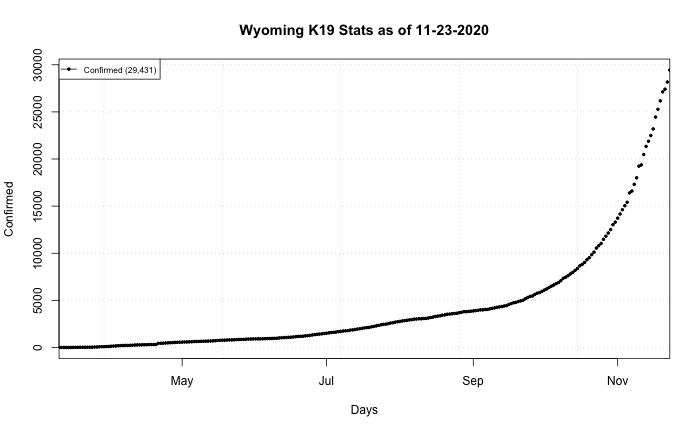 Wyoming K19 Stats as of 11-23-2020
Confirmed (29,431)
30000
25000
20000
15000
10000
5000
0
Confirmed
May Jul Sep Nov
Days